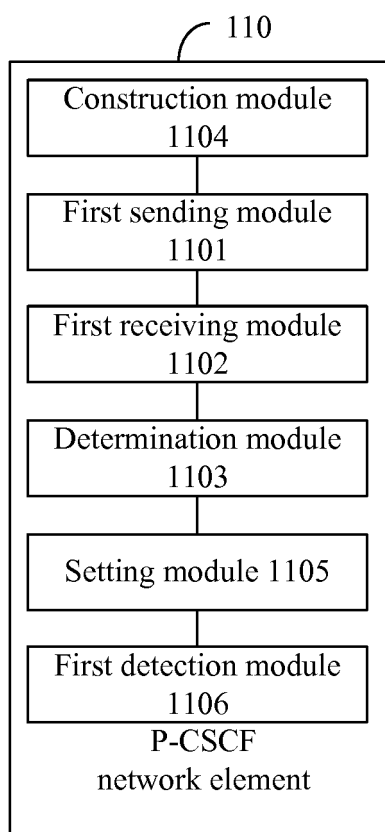 110
Construction module
1104
First sending module
1101
First receiving module
1102
Determination module
1103
Setting module 1105
First detection module
1106
P-CSCF
network element